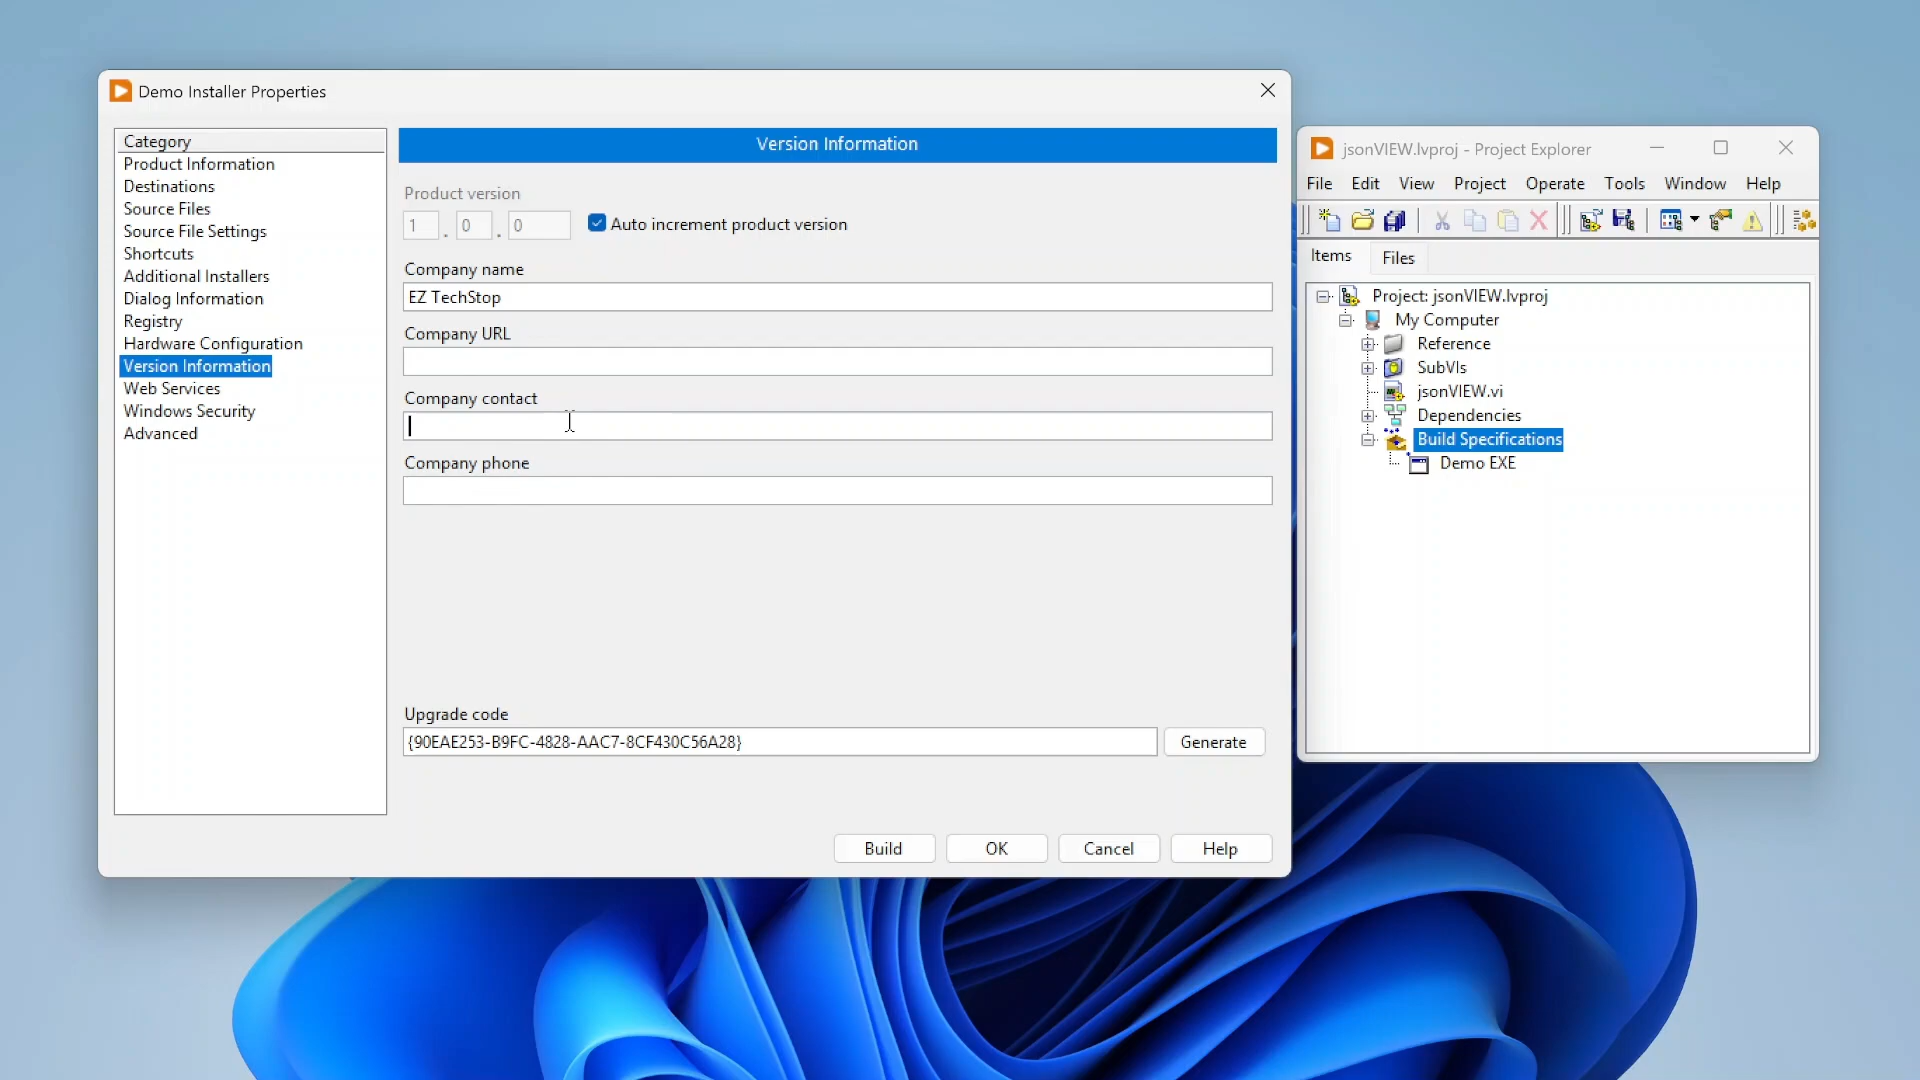 Demo Installer Properties
Category
Product Information
Destinations
Source Files
Source File Settings
Shortcuts
Additional Installers
Dialog Information
Registry
Hardware Configuration
Version Information
Web Services
Windows Security
Advanced
Version Information
Product version
1 . 0 . 0
Auto increment product version
Company name
EZ TechStop
Company URL
Company contact
Company phone
Upgrade code
{90EAE253-B9FC-4828-AAC7-8CF430C56A28}
Generate
Build
OK
Cancel
Help
jsonVIEW.lvproj - Project Explorer
File Edit View Project Operate Tools Window Help
Items Files
Project: jsonVIEW.lvproj
My Computer
Reference
SubVIs
jsonVIEW.vi
Dependencies
Build Specifications
Demo EXE